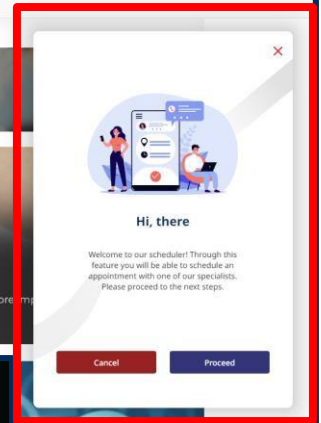 Hi, there
Welcome to our scheduler! Through this
feature you will be able to schedule an
appointment with one of our specialists.
Please proceed to the next steps.
Cancel
Proceed